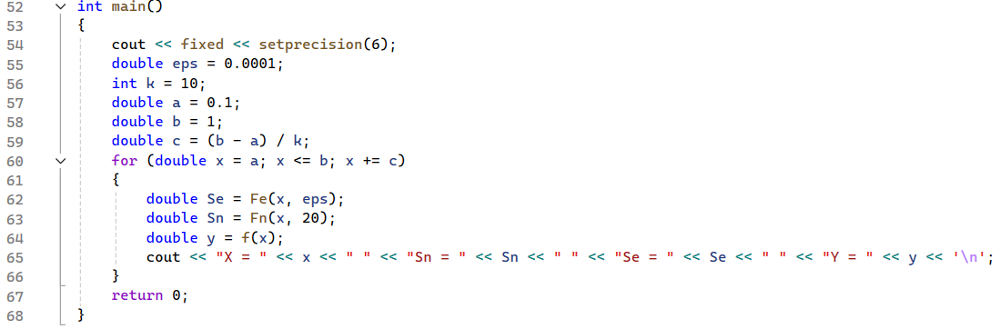 52 int main()
53 {
54 cout << fixed << setprecision(6);
55 double eps = 0.0001;
56 int k = 10;
57 double a = 0.1;
58 double b = 1;
59 double c = (b - a) / k;
60 for (double x = a; x <= b; x += c)
61 {
62 double Se = Fe(x, eps);
63 double Sn = Fn(x, 20);
64 double y = f(x);
65 cout << "X = " << x << " " << "Sn = " << Sn << " " << "Se = " << Se << " " << "Y = " << y << '\n';
66 }
67 return 0;
68 }